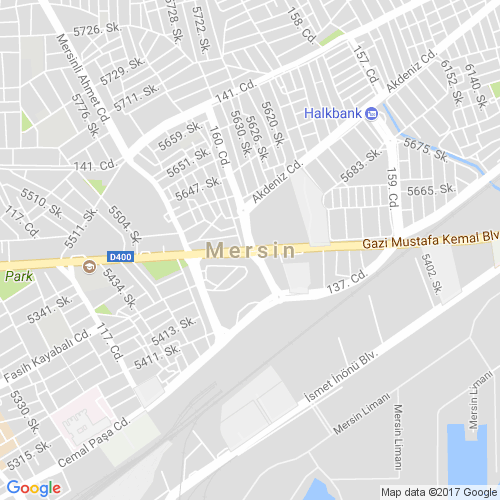 5726. Sk.
5728. Sk.
158. Cd
157. Cd
Mersinli Ahmet Cd
5729. Sk.
5711. Sk.
141. Cd
Akdeniz Cd
6152. Sk.
6140. Sk.
5776. Sk.
Halkbank
5659. Sk.
160. Cd
5630. Sk.
5626. Sk.
5620. Sk.
5651. Sk.
141. Cd
5647. Sk.
Akdeniz Cd.
5683. Sk.
5675. Sk.
5665. Sk.
159. Cd
5510. Sk.
117. Cd.
5504. Sk.
5511. Sk.
D400
Mersin
Gazi Mustafa Kemal Blv
Park
5434. Sk.
5402. Sk.
137. Cd.
5341. Sk.
5413. Sk.
Fasih Kayabalı Cd.
117. Cd
5411. Sk.
İsmet İnönü Blv.
5330. Sk.
Cemal Paşa Cd.
5315. Sk.
Mersin Limanı
Mersin Limanı
Mersin Limanı
Google
Map data ©2017 Google